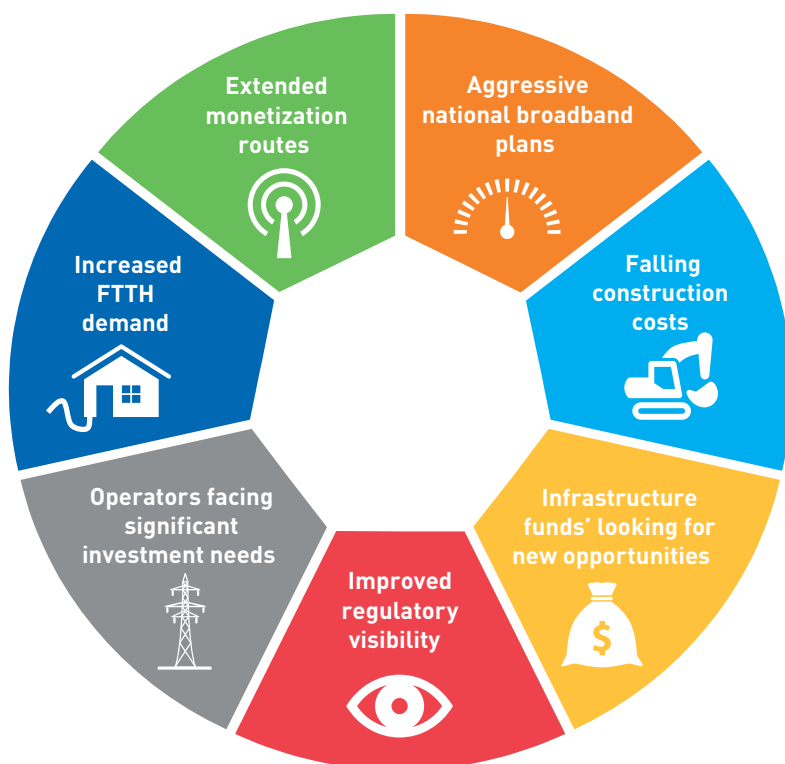 Extended
monetization
routes
Aggressive
national broadband
plans
Falling
construction
costs
Infrastructure
funds’ looking for
new opportunities
$
Improved
regulatory
visibility
Operators facing
significant
investment needs
Increased
FTTH
demand